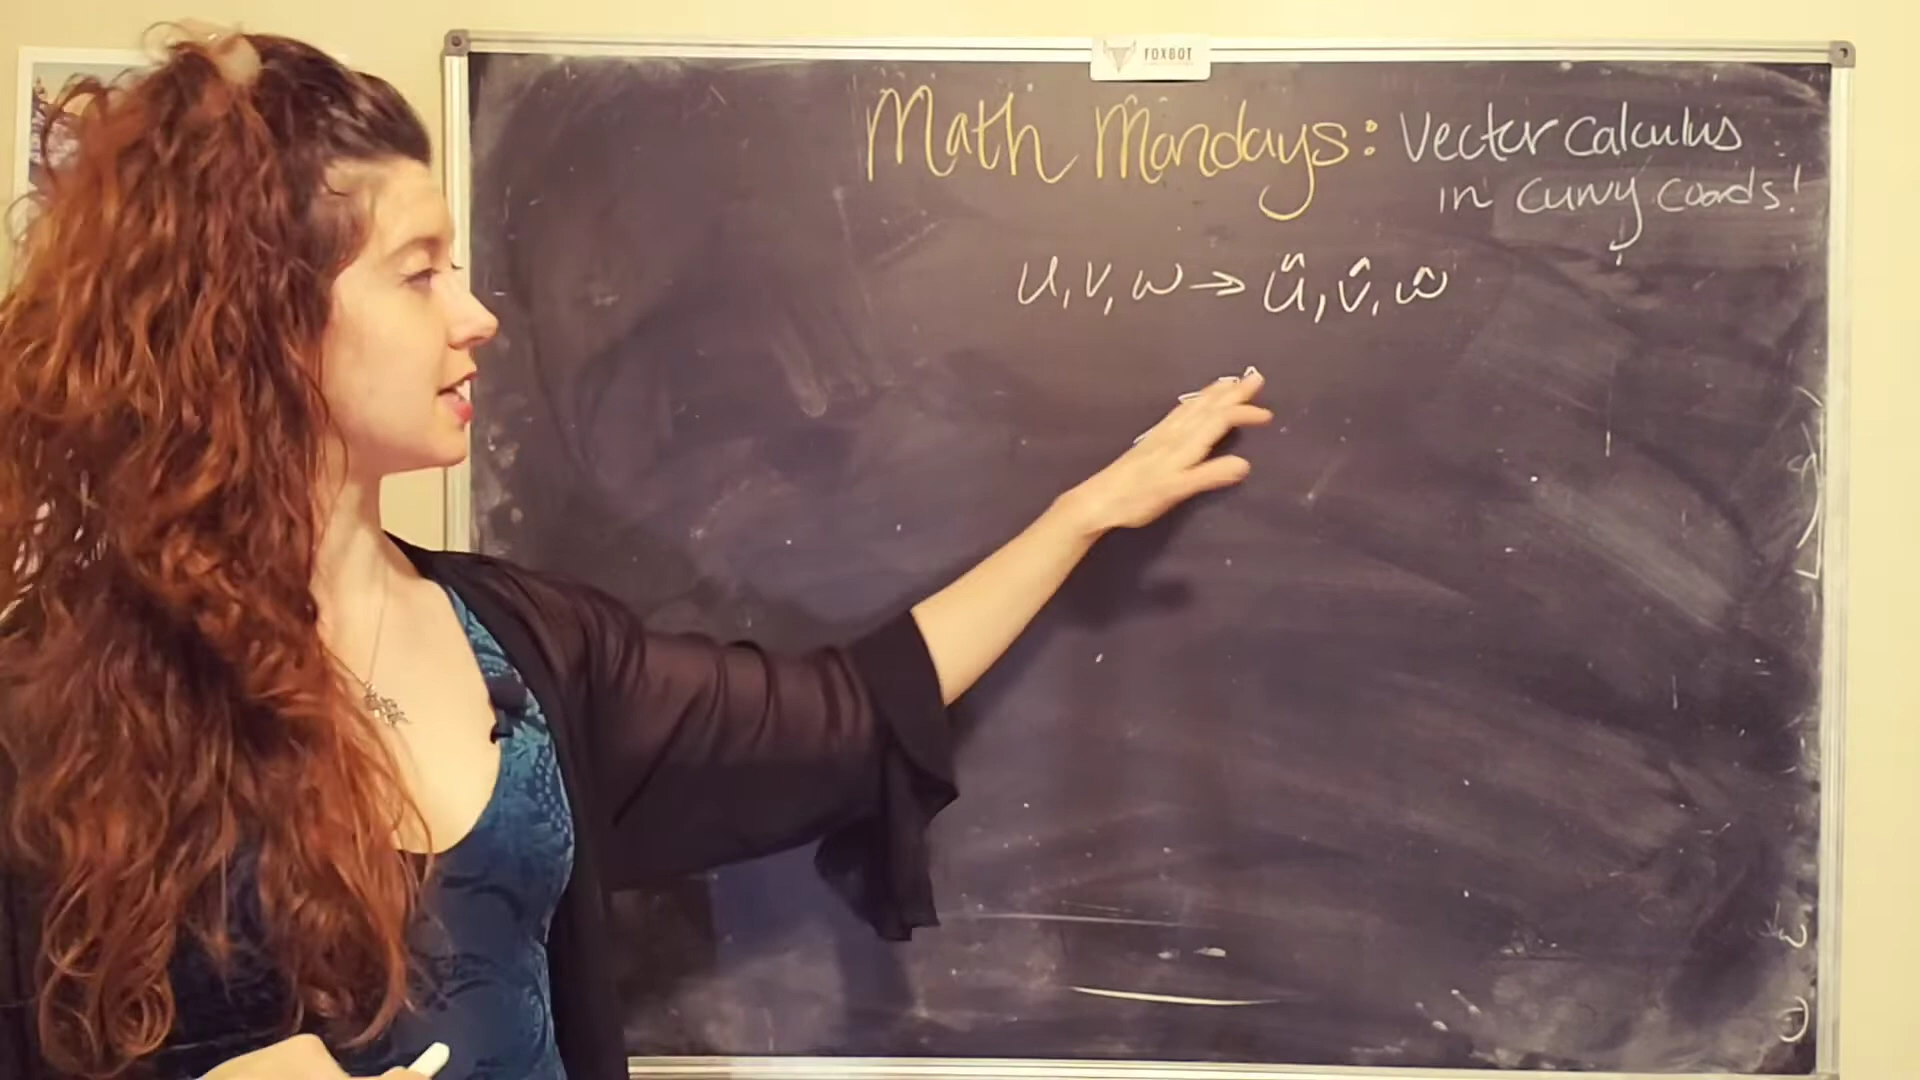 FOXBOT
Math Mondays: Vector calculus
in curvy coords!
u, v, w → û, v̂, ŵ